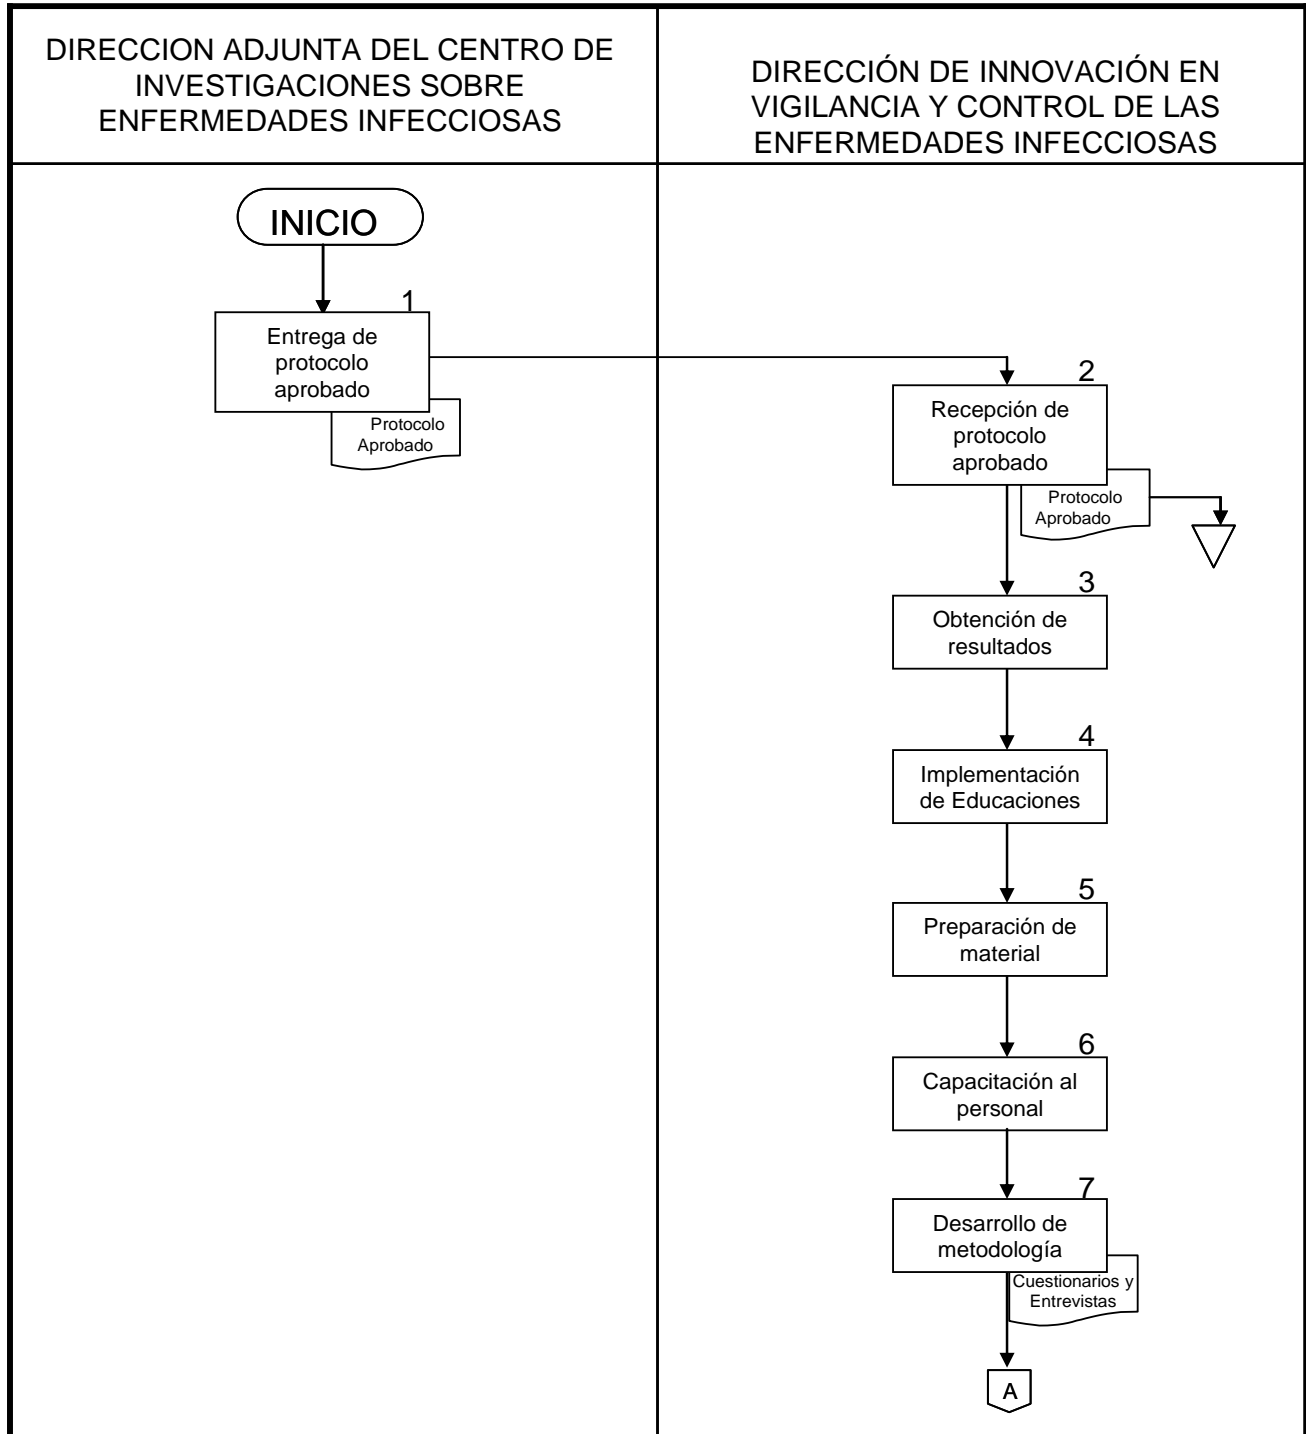 DIRECCION ADJUNTA DEL CENTRO DE
INVESTIGACIONES SOBRE
ENFERMEDADES INFECCIOSAS
DIRECCIÓN DE INNOVACIÓN EN
VIGILANCIA Y CONTROL DE LAS
ENFERMEDADES INFECCIOSAS
INICIO
1
Entrega de
protocolo
aprobado
Protocolo
Aprobado
2
Recepción de
protocolo
aprobado
Protocolo
Aprobado
3
Obtención de
resultados
4
Implementación
de Educaciones
5
Preparación de
material
6
Capacitación al
personal
7
Desarrollo de
metodología
Cuestionarios y
Entrevistas
A